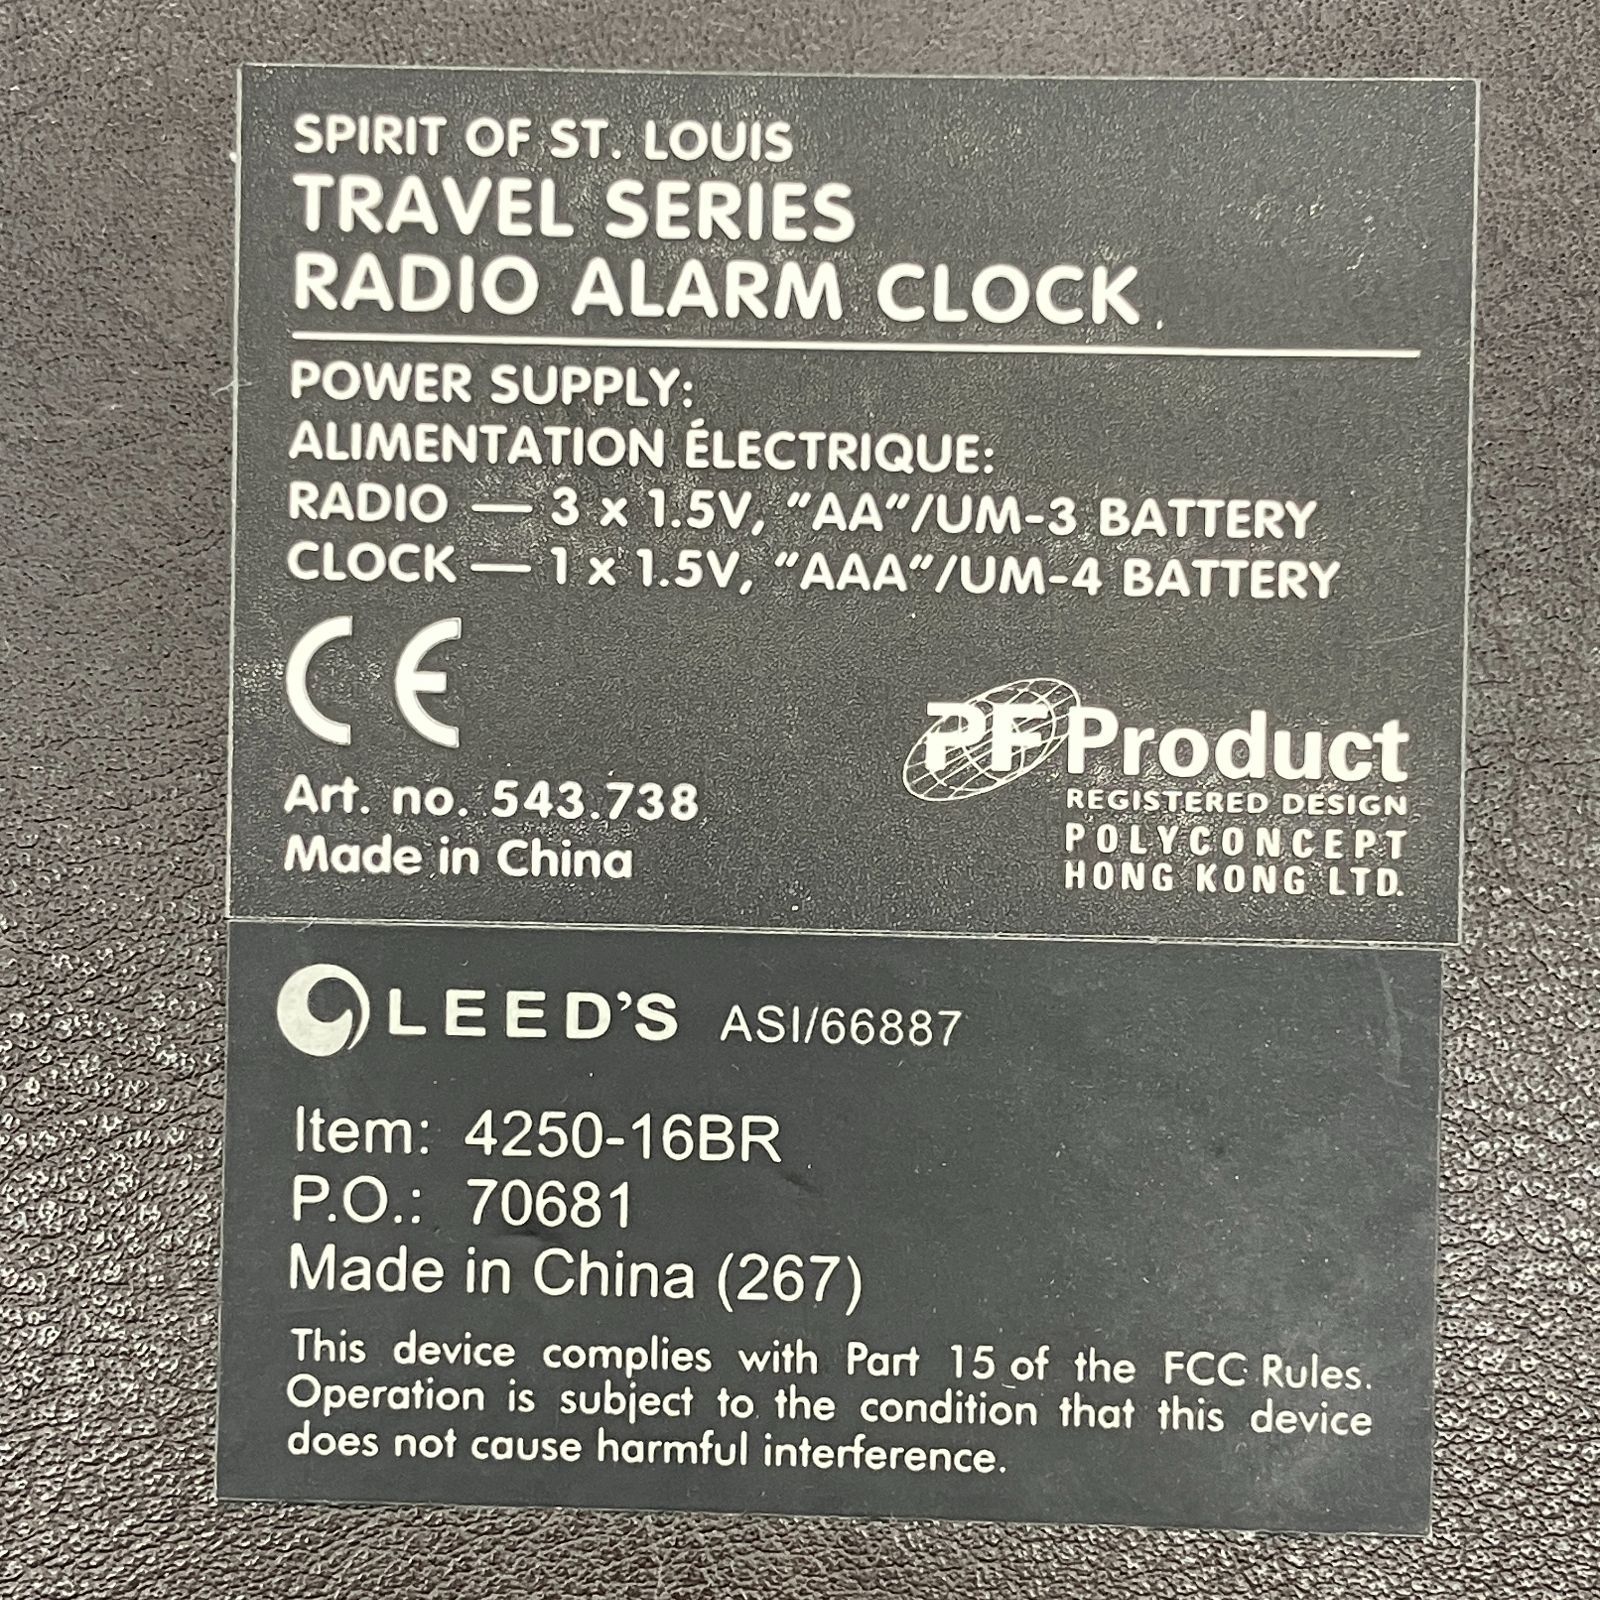 SPIRIT OF ST. LOUIS
TRAVEL SERIES
RADIO ALARM CLOCK
POWER SUPPLY:
ALIMENTATION ÉLECTRIQUE:
RADIO — 3 x 1.5V, "AA"/UM-3 BATTERY
CLOCK — 1 x 1.5V, "AAA"/UM-4 BATTERY
CE
Art. no. 543.738
Made in China
PF Product
REGISTERED DESIGN
POLYCONCEPT
HONG KONG LTD.
LEED'S ASI/66887
Item: 4250-16BR
P.O.: 70681
Made in China (267)
This device complies with Part 15 of the FCC Rules.
Operation is subject to the condition that this device
does not cause harmful interference.